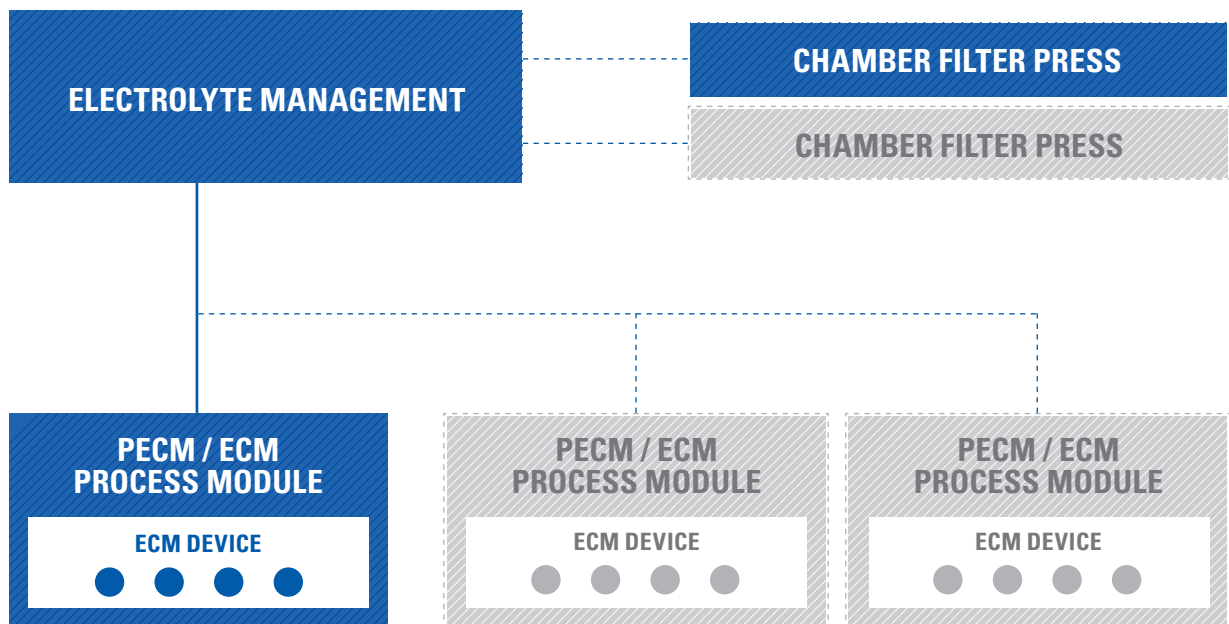 ELECTROLYTE MANAGEMENT
CHAMBER FILTER PRESS
CHAMBER FILTER PRESS
PECM / ECM
PROCESS MODULE
ECM DEVICE
PECM / ECM
PROCESS MODULE
ECM DEVICE
PECM / ECM
PROCESS MODULE
ECM DEVICE